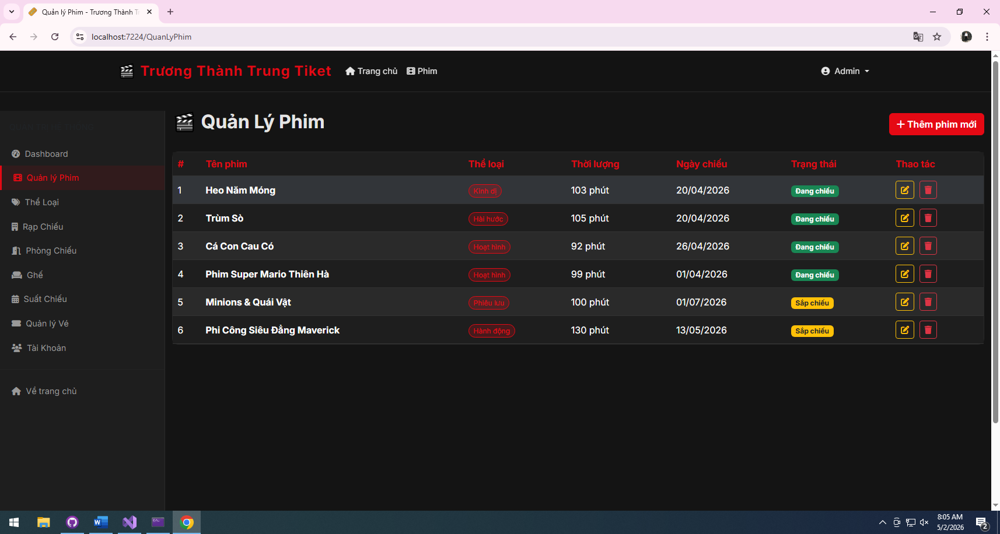 Quản lý Phim - Trương Thành T
localhost:7224/QuanLyPhim
Trương Thành Trung Tiket
Trang chủ
Phim
Admin
Quản Lý Phim
Thêm phim mới
Dashboard
Quản lý Phim
Thể Loại
Rạp Chiếu
Phòng Chiếu
Ghế
Suất Chiếu
Quản lý Vé
Tài Khoản
Về trang chủ
# Tên phim Thể loại Thời lượng Ngày chiếu Trạng thái Thao tác
1 Heo Năm Móng Kinh dị 103 phút 20/04/2026 Đang chiếu
2 Trùm Sò Hài hước 105 phút 20/04/2026 Đang chiếu
3 Cá Con Cau Có Hoạt hình 92 phút 26/04/2026 Đang chiếu
4 Phim Super Mario Thiên Hà Hoạt hình 99 phút 01/04/2026 Đang chiếu
5 Minions & Quái Vật Phiêu lưu 100 phút 01/07/2026 Sắp chiếu
6 Phi Công Siêu Đẳng Maverick Hành động 130 phút 13/05/2026 Sắp chiếu
8:05 AM
5/2/2026
2